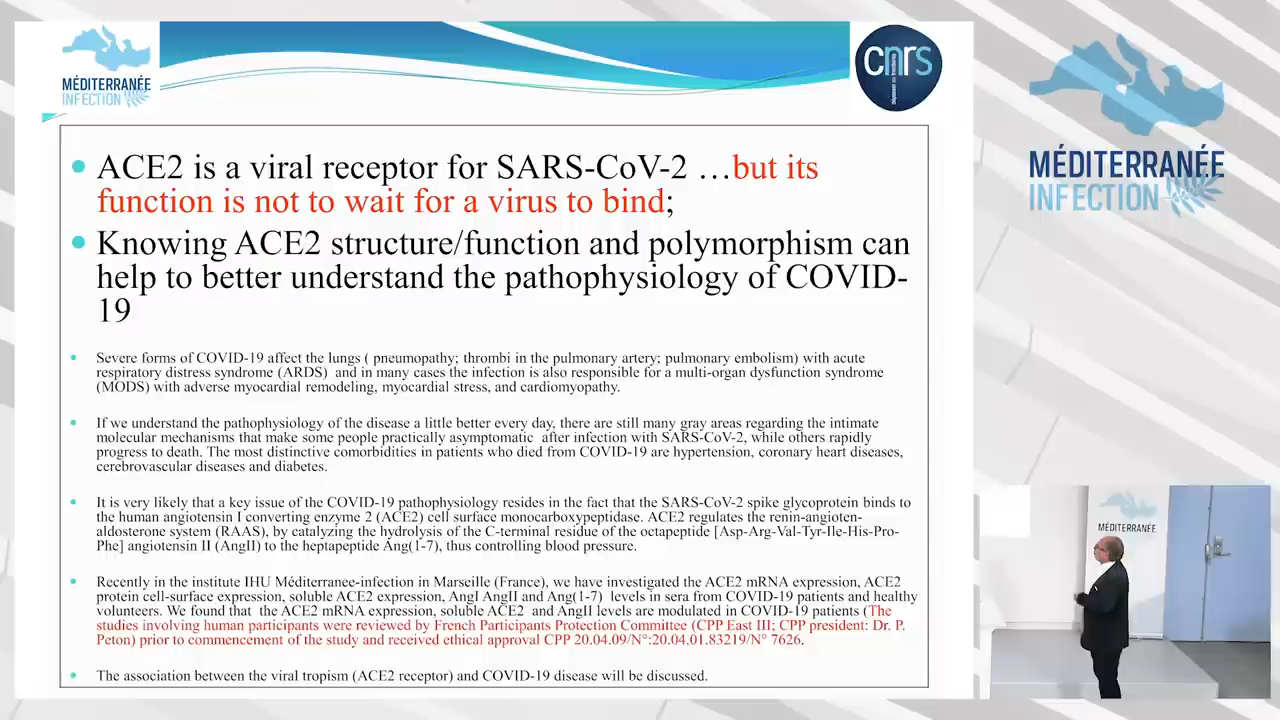 MÉDITERRANÉE
INFECTION
cnrs
MÉDITERRANÉE
INFECTION
ACE2 is a viral receptor for SARS-CoV-2 …but its
function is not to wait for a virus to bind;
Knowing ACE2 structure/function and polymorphism can
help to better understand the pathophysiology of COVID-
19
Severe forms of COVID-19 affect the lungs ( pneumopathy; thrombi in the pulmonary artery; pulmonary embolism) with acute
respiratory distress syndrome (ARDS) and in many cases the infection is also responsible for a multi-organ dysfunction syndrome
(MODS) with adverse myocardial remodeling, myocardial stress, and cardiomyopathy.
If we understand the pathophysiology of the disease a little better every day, there are still many gray areas regarding the intimate
molecular mechanisms that make some people practically asymptomatic after infection with SARS-CoV-2, while others rapidly
progress to death. The most distinctive comorbidities in patients who died from COVID-19 are hypertension, coronary heart diseases,
cerebrovascular diseases and diabetes.
It is very likely that a key issue of the COVID-19 pathophysiology resides in the fact that the SARS-CoV-2 spike glycoprotein binds to
the human angiotensin I converting enzyme 2 (ACE2) cell surface monocarboxypeptidase. ACE2 regulates the renin-angioten-
aldosterone system (RAAS), by catalyzing the hydrolysis of the C-terminal residue of the octapeptide [Asp-Arg-Val-Tyr-Ile-His-Pro-
Phe] angiotensin II (AngII) to the heptapeptide Ang(1-7), thus controlling blood pressure.
Recently in the institute IHU Méditerranee-infection in Marseille (France), we have investigated the ACE2 mRNA expression, ACE2
protein cell-surface expression, soluble ACE2 expression, AngI AngII and Ang(1-7) levels in sera from COVID-19 patients and healthy
volunteers. We found that the ACE2 mRNA expression, soluble ACE2 and AngII levels are modulated in COVID-19 patients (The
studies involving human participants were reviewed by French Participants Protection Committee (CPP East III; CPP president: Dr. P.
Peton) prior to commencement of the study and received ethical approval CPP 20.04.09/N°:20.04.01.83219/N° 7626.
The association between the viral tropism (ACE2 receptor) and COVID-19 disease will be discussed.
MÉDITERRANÉE